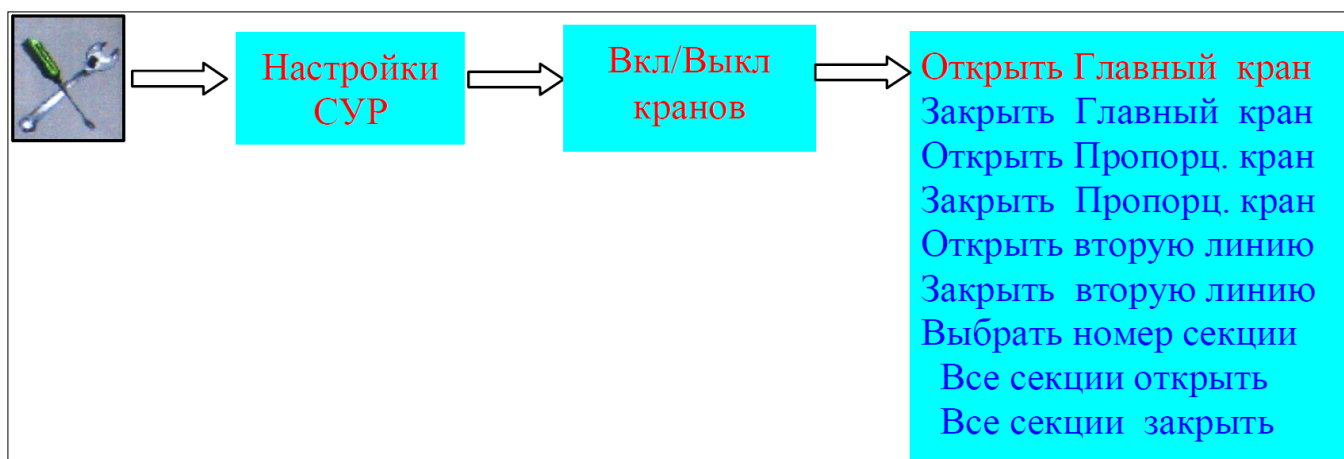 Настройки
СУР
Вкл/Выкл
кранов
Открыть Главный кран
Закрыть Главный кран
Открыть Пропорц. кран
Закрыть Пропорц. кран
Открыть вторую линию
Закрыть вторую линию
Выбрать номер секции
Все секции открыть
Все секции закрыть